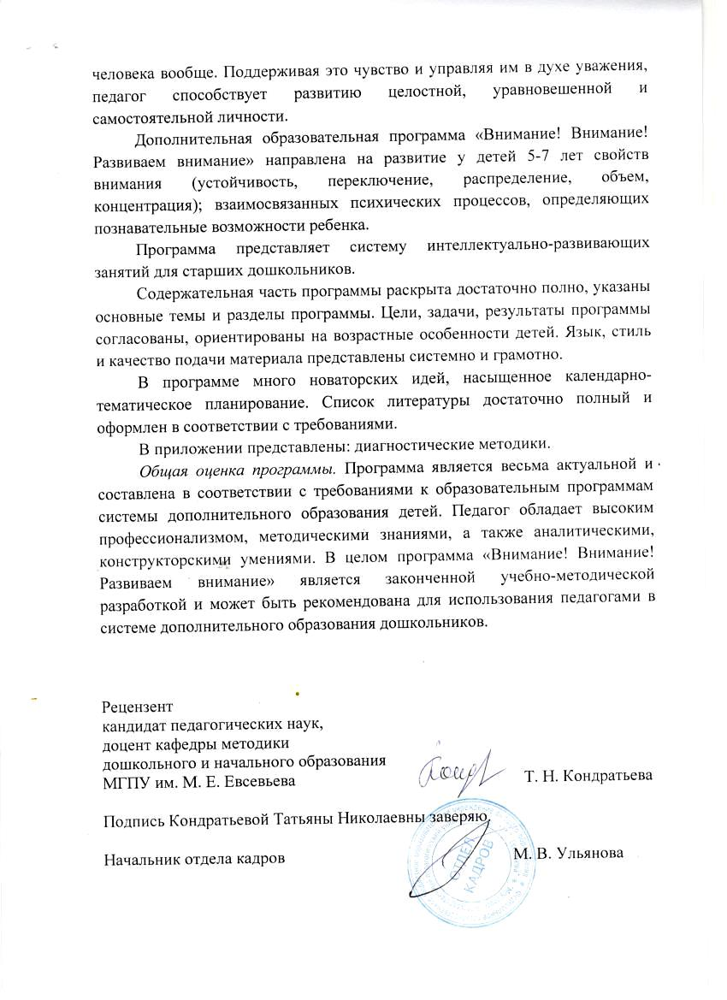 человека вообще. Поддерживая это чувство и управляя им в духе уважения,
педагог способствует развитию целостной, уравновешенной и
самостоятельной личности.
Дополнительная образовательная программа «Внимание! Внимание!
Развиваем внимание» направлена на развитие у детей 5-7 лет свойств
внимания (устойчивость, переключение, распределение, объем,
концентрация); взаимосвязанных психических процессов, определяющих
познавательные возможности ребенка.
Программа представляет систему интеллектуально-развивающих
занятий для старших дошкольников.
Содержательная часть программы раскрыта достаточно полно, указаны
основные темы и разделы программы. Цели, задачи, результаты программы
согласованы, ориентированы на возрастные особенности детей. Язык, стиль
и качество подачи материала представлены системно и грамотно.
В программе много новаторских идей, насыщенное календарно-
тематическое планирование. Список литературы достаточно полный и
оформлен в соответствии с требованиями.
В приложении представлены: диагностические методики.
Общая оценка программы. Программа является весьма актуальной и
составлена в соответствии с требованиями к образовательным программам
системы дополнительного образования детей. Педагог обладает высоким
профессионализмом, методическими знаниями, а также аналитическими,
конструкторскими умениями. В целом программа «Внимание! Внимание!
Развиваем внимание» является законченной учебно-методической
разработкой и может быть рекомендована для использования педагогами в
системе дополнительного образования дошкольников.
Рецензент
кандидат педагогических наук,
доцент кафедры методики
дошкольного и начального образования
МГПУ им. М. Е. Евсевьева Т. Н. Кондратьева
Подпись Кондратьевой Татьяны Николаевны заверяю.
Начальник отдела кадров М. В. Ульянова
ОТДЕЛ
КАДРОВ